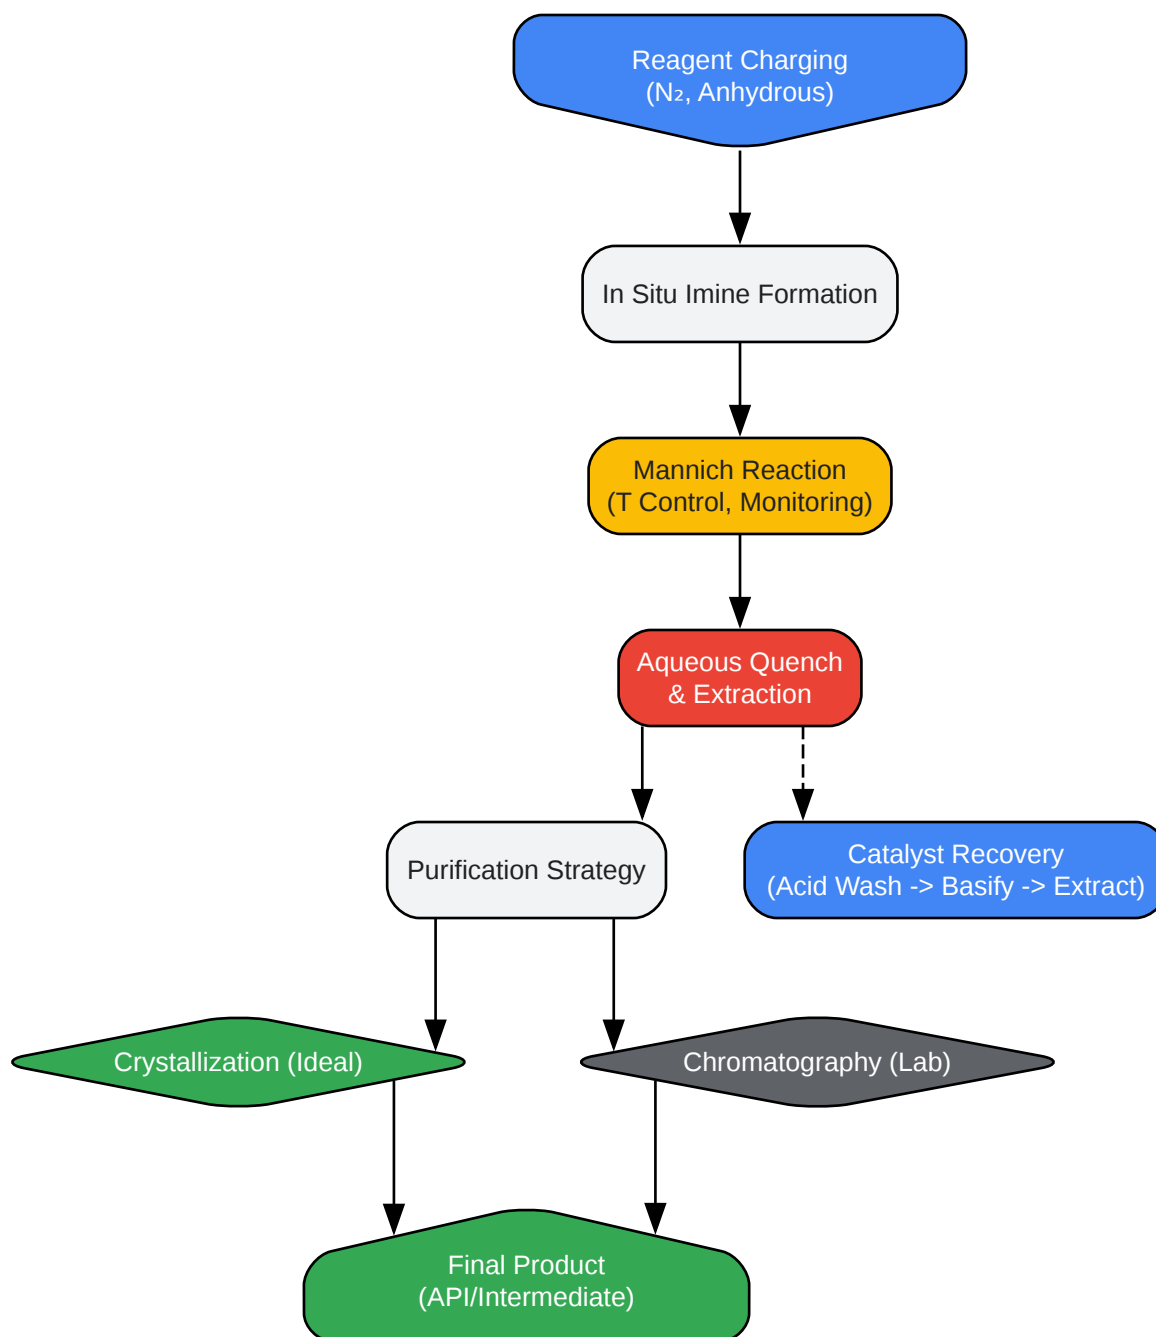 Reagent Charging
(N₂, Anhydrous)
In Situ Imine Formation
Mannich Reaction
(T Control, Monitoring)
Aqueous Quench
& Extraction
Purification Strategy
Catalyst Recovery
(Acid Wash -> Basify -> Extract)
Crystallization (Ideal)
Chromatography (Lab)
Final Product
(API/Intermediate)